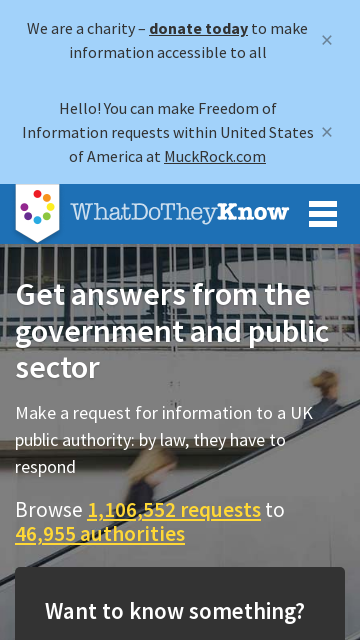 We are a charity – donate today to make
information accessible to all
×
Hello! You can make Freedom of
Information requests within United States
of America at MuckRock.com
×
WhatDoTheyKnow
Get answers from the
government and public
sector
Make a request for information to a UK
public authority: by law, they have to
respond
Browse 1,106,552 requests to
46,955 authorities
Want to know something?